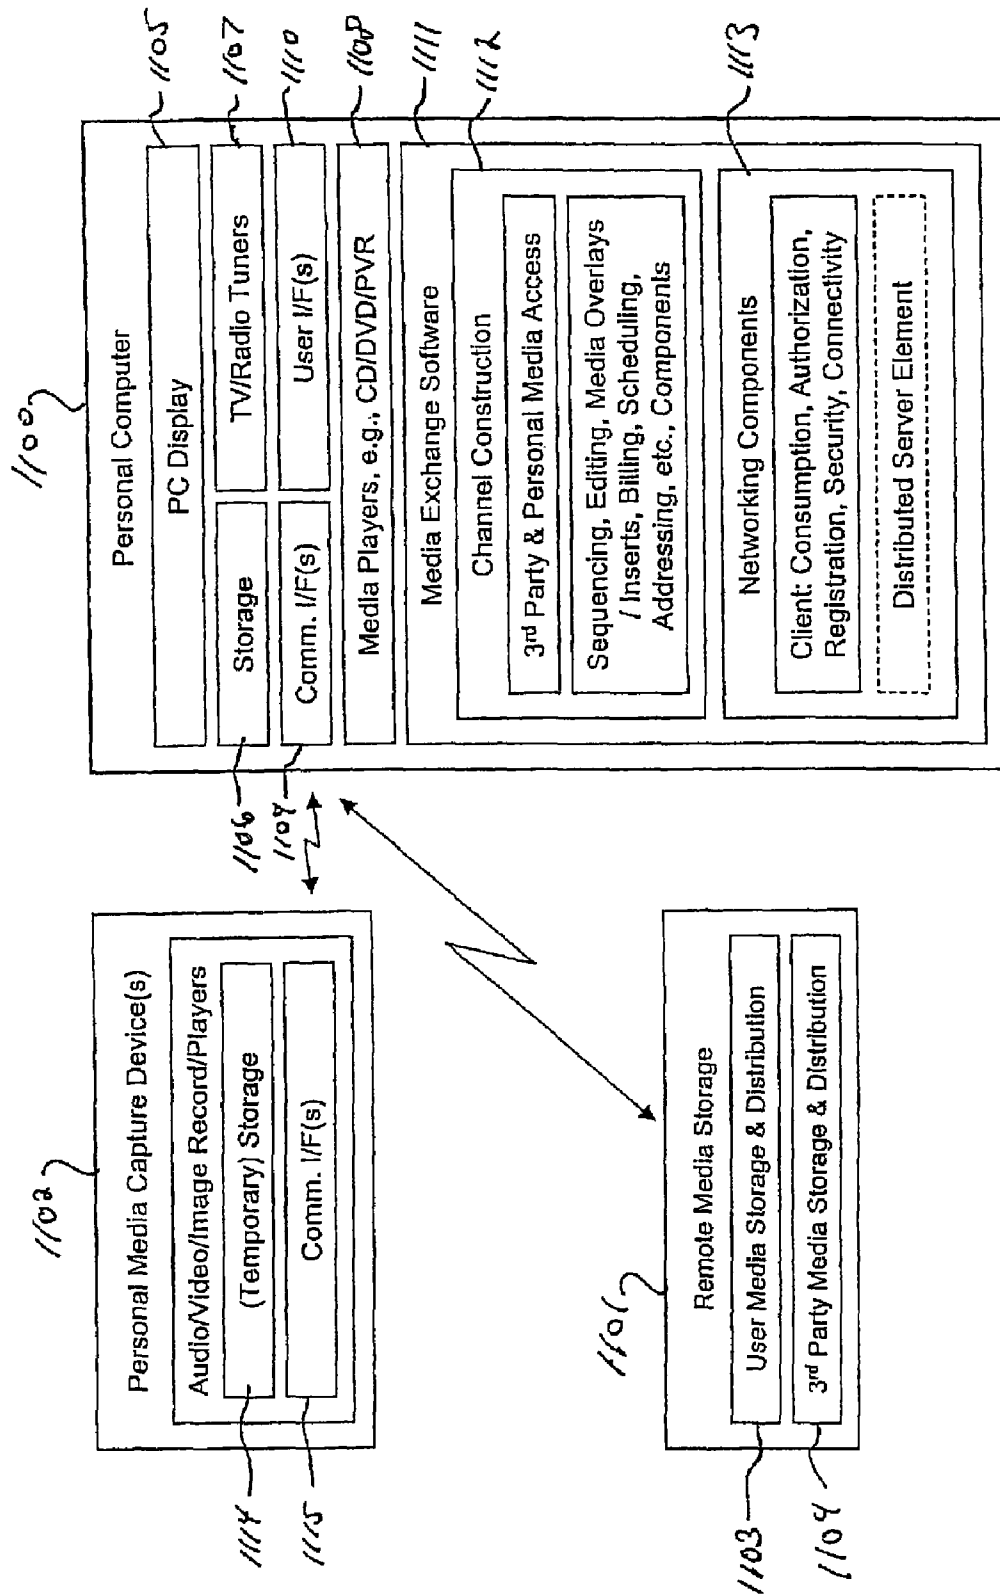 1102
Personal Media Capture Device(s)
Audio/Video/Image Record/Players
(Temporary) Storage
Comm. I/F(s)
1114
1115
1101
Remote Media Storage
User Media Storage & Distribution
3rd Party Media Storage & Distribution
1103
1104
1100
Personal Computer
PC Display
1105
Storage
TV/Radio Tuners
1106
1107
Comm. I/F(s)
User I/F(s)
1109
1110
Media Players, e.g., CD/DVD/PVR
1108
Media Exchange Software
1111
Channel Construction
1112
3rd Party & Personal Media Access
Sequencing, Editing, Media Overlays
/ Inserts, Billing, Scheduling,
Addressing, etc., Components
Networking Components
1113
Client: Consumption, Authorization,
Registration, Security, Connectivity
Distributed Server Element